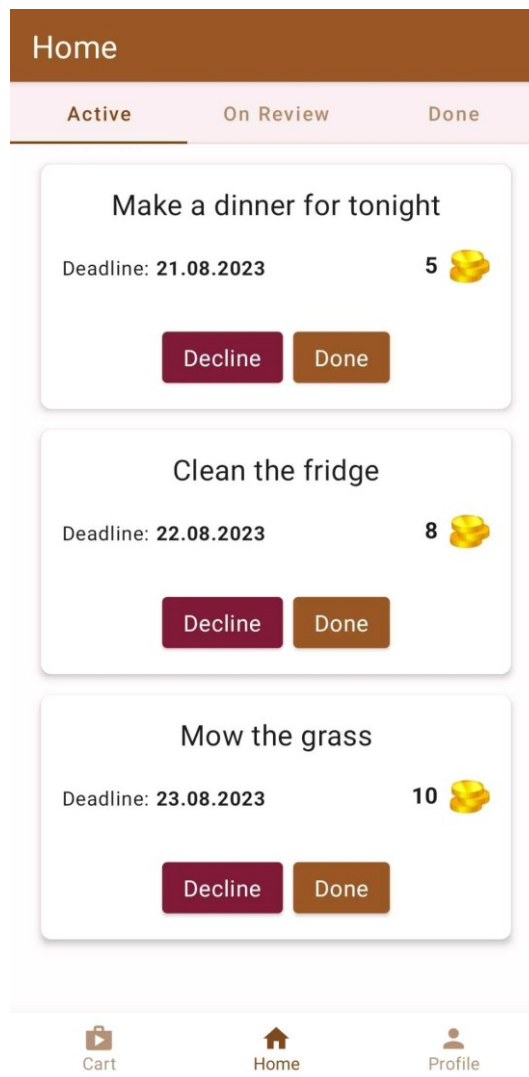 Home
Active On Review Done
Make a dinner for tonight
Deadline: 21.08.2023 5
Decline Done
Clean the fridge
Deadline: 22.08.2023 8
Decline Done
Mow the grass
Deadline: 23.08.2023 10
Decline Done
Cart Home Profile